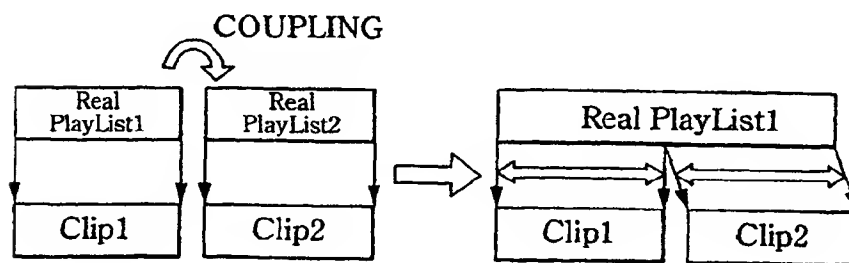 COUPLING
Real
PlayList1
Real
PlayList2
Real PlayList1
Clip1
Clip2
Clip1
Clip2